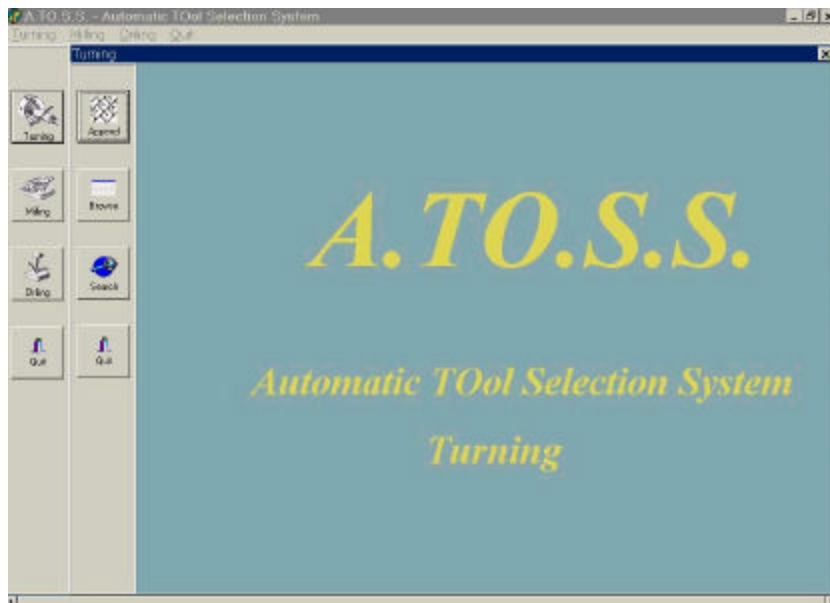 A.TO.S.S. - Automatic TOol Selection System
Turning Milling Drilling Quit
Turning
Turning
Append
Milling
Browse
Drilling
Search
Quit
Quit
A.TO.S.S.
Automatic TOol Selection System
Turning